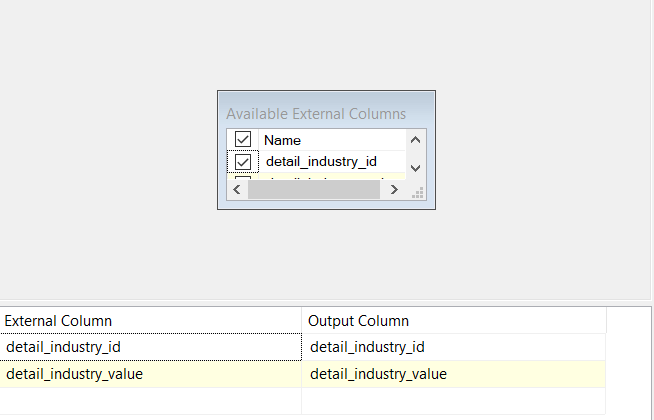 Available External Columns
Name
detail_industry_id
External Column Output Column
detail_industry_id detail_industry_id
detail_industry_value detail_industry_value